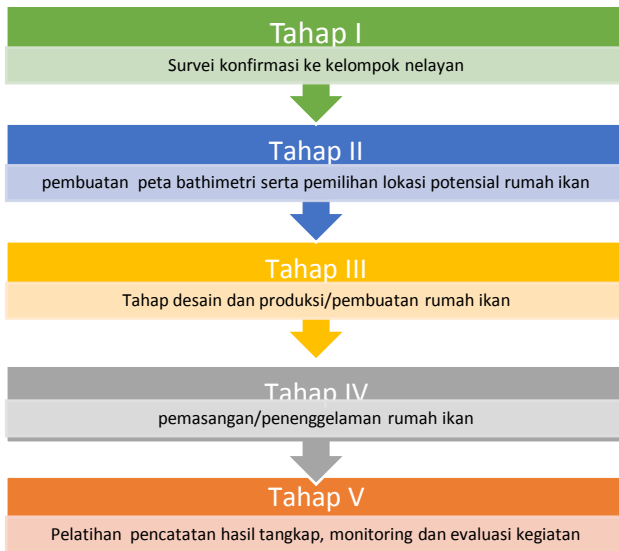 Tahap I
Survei konfirmasi ke kelompok nelayan
Tahap II
pembuatan peta bathimetri serta pemilihan lokasi potensial rumah ikan
Tahap III
Tahap desain dan produksi/pembuatan rumah ikan
Tahap IV
pemasangan/penenggelaman rumah ikan
Tahap V
Pelatihan pencatatan hasil tangkap, monitoring dan evaluasi kegiatan